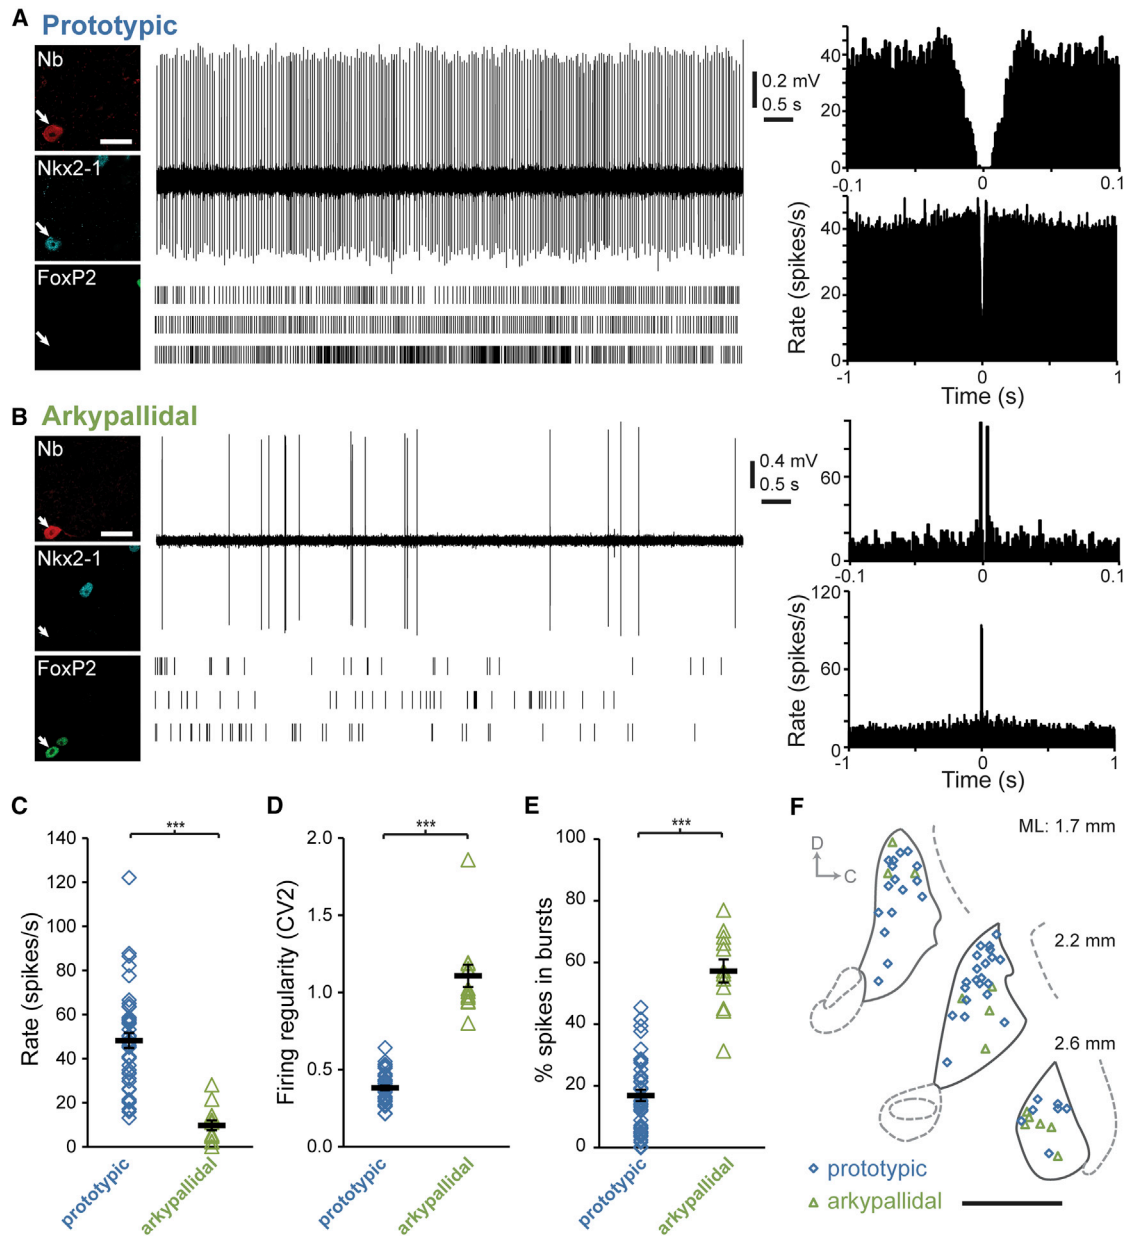 A Prototypic
Nb
Nkx2-1
FoxP2
0.2 mV
0.5 s
40
20
0
-0.1 0 0.1
40
20
0
-1 0 1
Rate (spikes/s)
Time (s)
B Arkypallidal
Nb
Nkx2-1
FoxP2
0.4 mV
0.5 s
60
0
-0.1 0 0.1
120
60
0
-1 0 1
Rate (spikes/s)
Time (s)
C
***
140
120
100
80
60
40
20
0
Rate (spikes/s)
prototypic
arkypallidal
D
***
2.0
1.5
1.0
0.5
0.0
Firing regularity (CV2)
prototypic
arkypallidal
E
***
100
80
60
40
20
0
% spikes in bursts
prototypic
arkypallidal
F
D
C
ML: 1.7 mm
2.2 mm
2.6 mm
prototypic
arkypallidal